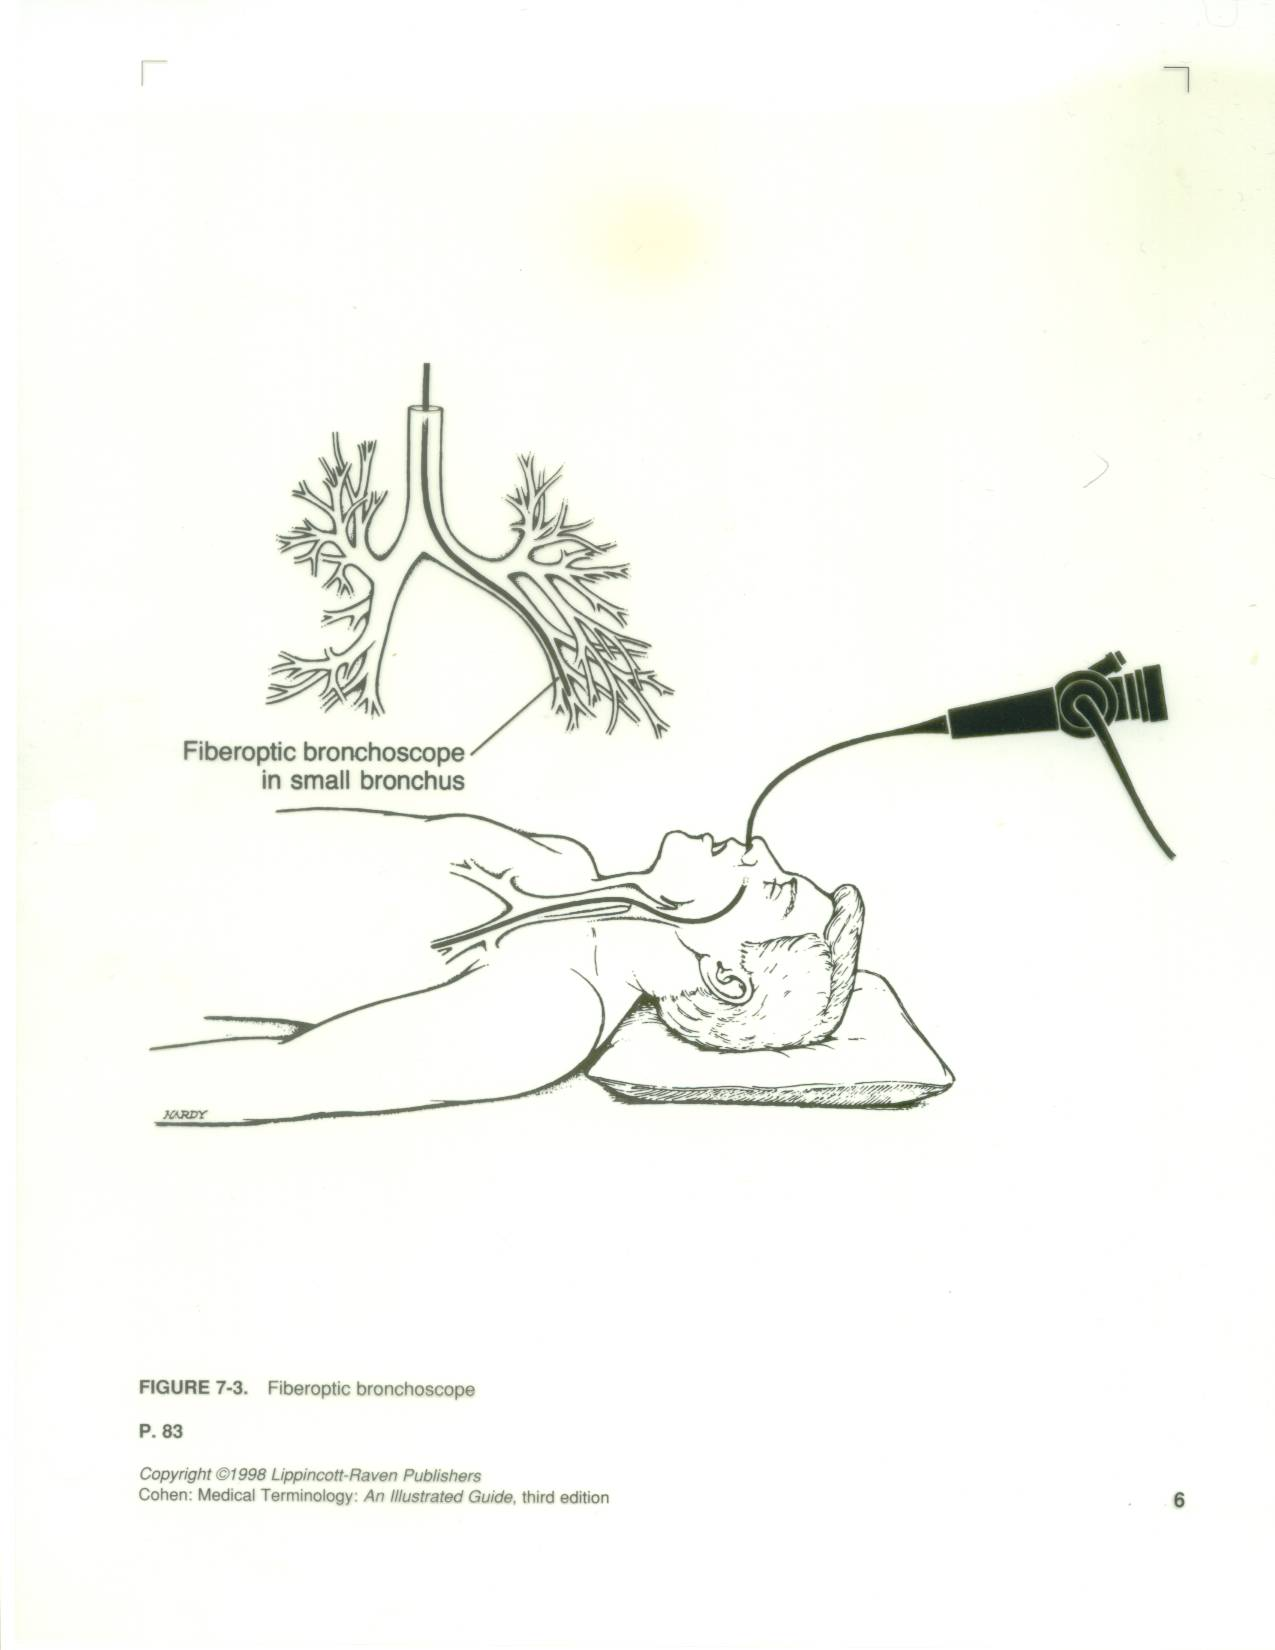 Fiberoptic bronchoscope
in small bronchus
HARDY
FIGURE 7-3. Fiberoptic bronchoscope
P. 83
Copyright ©1998 Lippincott-Raven Publishers
Cohen: Medical Terminology: An Illustrated Guide, third edition
6